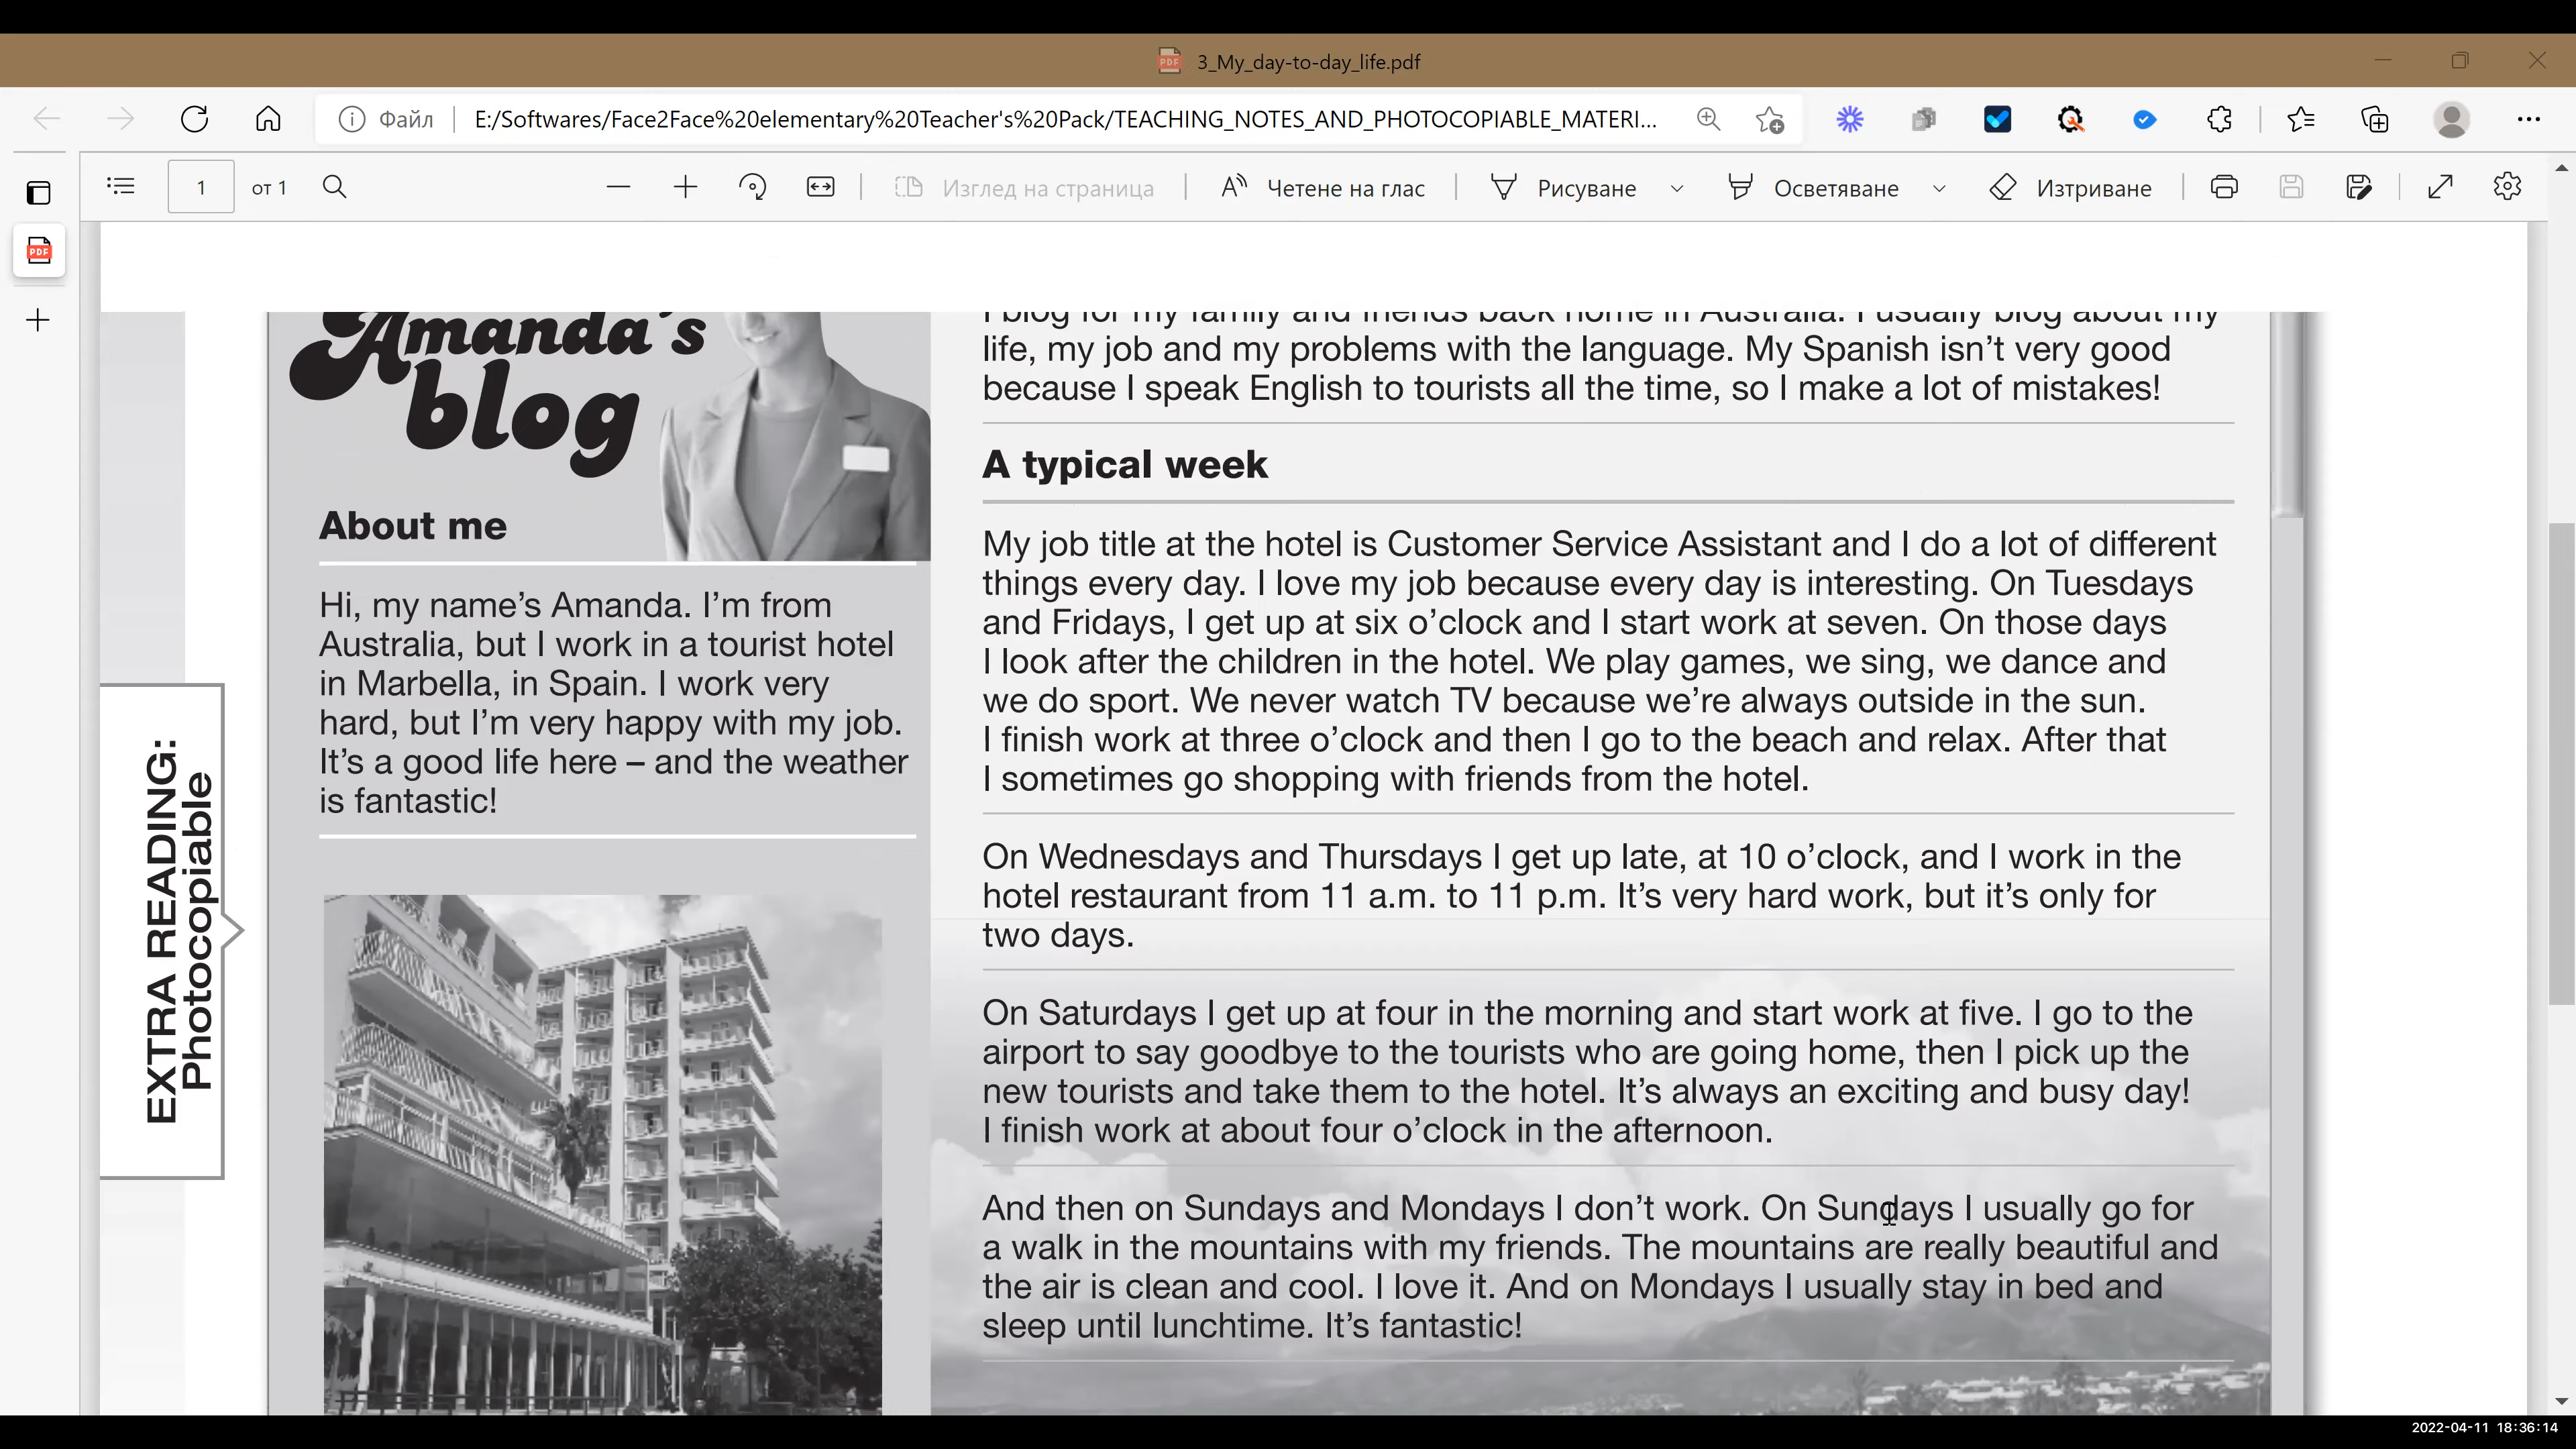 3_My_day-to-day_life.pdf
Файл
E:/Softwares/Face2Face%20elementary%20Teacher's%20Pack/TEACHING_NOTES_AND_PHOTOCOPIABLE_MATERI...
1
от 1
Изглед на страница
Четене на глас
Рисуване
Осветяване
Изтриване
EXTRA READING:
Photocopiable
Amanda's
blog
About me
Hi, my name’s Amanda. I’m from
Australia, but I work in a tourist hotel
in Marbella, in Spain. I work very
hard, but I’m very happy with my job.
It’s a good life here – and the weather
is fantastic!
I blog for my family and friends back home in Australia. I usually blog about my
life, my job and my problems with the language. My Spanish isn’t very good
because I speak English to tourists all the time, so I make a lot of mistakes!
A typical week
My job title at the hotel is Customer Service Assistant and I do a lot of different
things every day. I love my job because every day is interesting. On Tuesdays
and Fridays, I get up at six o’clock and I start work at seven. On those days
I look after the children in the hotel. We play games, we sing, we dance and
we do sport. We never watch TV because we’re always outside in the sun.
I finish work at three o’clock and then I go to the beach and relax. After that
I sometimes go shopping with friends from the hotel.
On Wednesdays and Thursdays I get up late, at 10 o’clock, and I work in the
hotel restaurant from 11 a.m. to 11 p.m. It’s very hard work, but it’s only for
two days.
On Saturdays I get up at four in the morning and start work at five. I go to the
airport to say goodbye to the tourists who are going home, then I pick up the
new tourists and take them to the hotel. It’s always an exciting and busy day!
I finish work at about four o’clock in the afternoon.
And then on Sundays and Mondays I don’t work. On Sundays I usually go for
a walk in the mountains with my friends. The mountains are really beautiful and
the air is clean and cool. I love it. And on Mondays I usually stay in bed and
sleep until lunchtime. It’s fantastic!
2022-04-11 18:36:14